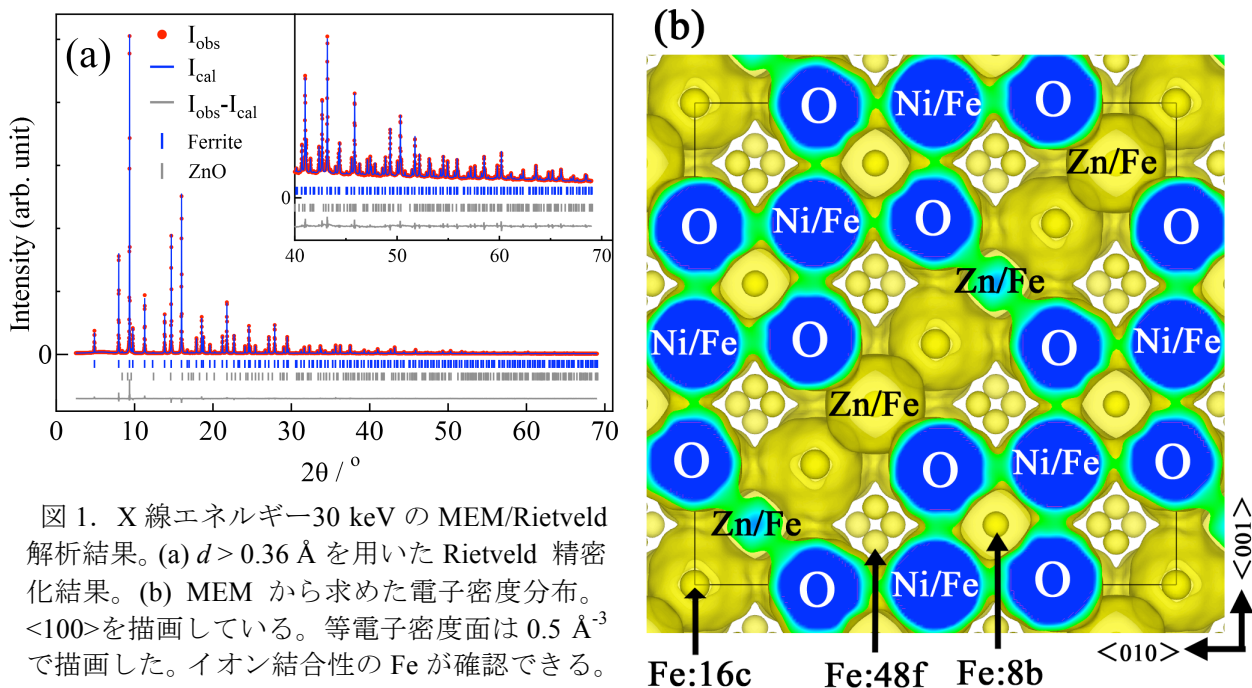 (a)
I_obs
I_cal
I_obs-I_cal
Ferrite
ZnO
Intensity (arb. unit)
0
10
20
30
40
50
60
70
2θ / °
0
40
50
60
70
図 1. X 線エネルギー30 keV の MEM/Rietveld
解析結果。(a) d > 0.36 Å を用いた Rietveld 精密
化結果。(b) MEM から求めた電子密度分布。
<100>を描画している。等電子密度面は 0.5 Å⁻³
で描画した。イオン結合性の Fe が確認できる。
(b)
O Ni/Fe O
Zn/Fe
O Ni/Fe O O
Zn/Fe
Ni/Fe O O Ni/Fe
Zn/Fe
O O Ni/Fe O
Zn/Fe
O Ni/Fe O
<001>
<010>
Fe:16c Fe:48f Fe:8b